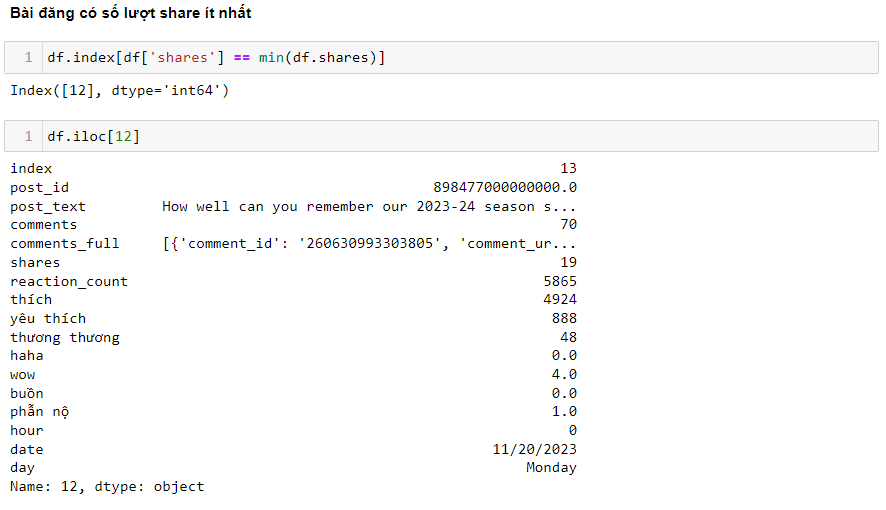 Bài đăng có số lượt share ít nhất
1 df.index[df['shares'] == min(df.shares)]
Index([12], dtype='int64')
1 df.iloc[12]
index 13
post_id 898477000000000.0
post_text How well can you remember our 2023-24 season s...
comments 70
comments_full [{'comment_id': '260630993303805', 'comment_ur...
shares 19
reaction_count 5865
thích 4924
yêu thích 888
thương thương 48
haha 0.0
wow 4.0
buồn 0.0
phẫn nộ 1.0
hour 0
date 11/20/2023
day Monday
Name: 12, dtype: object